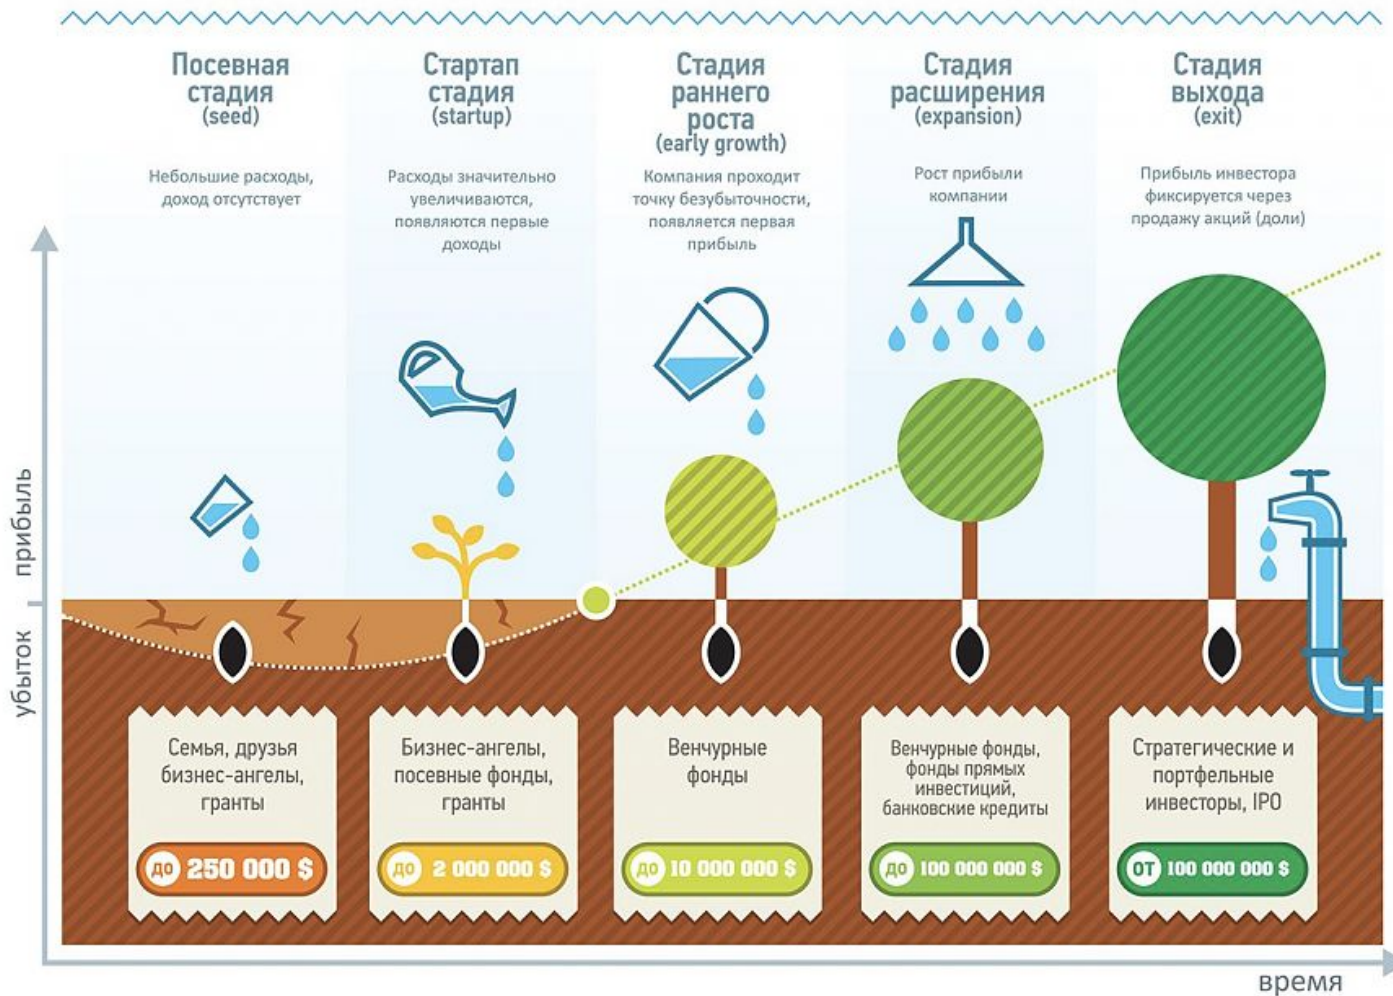 Посевная
стадия
(seed)
Небольшие расходы,
доход отсутствует
Стартап
стадия
(startup)
Расходы значительно
увеличиваются,
появляются первые
доходы
Стадия
раннего
роста
(early growth)
Компания проходит
точку безубыточности,
появляется первая
прибыль
Стадия
расширения
(expansion)
Рост прибыли
компании
Стадия
выхода
(exit)
Прибыль инвестора
фиксируется через
продажу акций (доли)
прибыль
убыток
Семья, друзья
бизнес-ангелы,
гранты
ДО 250 000 $
Бизнес-ангелы,
посевные фонды,
гранты
ДО 2 000 000 $
Венчурные
фонды
ДО 10 000 000 $
Венчурные фонды,
фонды прямых
инвестиций,
банковские кредиты
ДО 100 000 000 $
Стратегические и
портфельные
инвесторы, IPO
ОТ 100 000 000 $
время